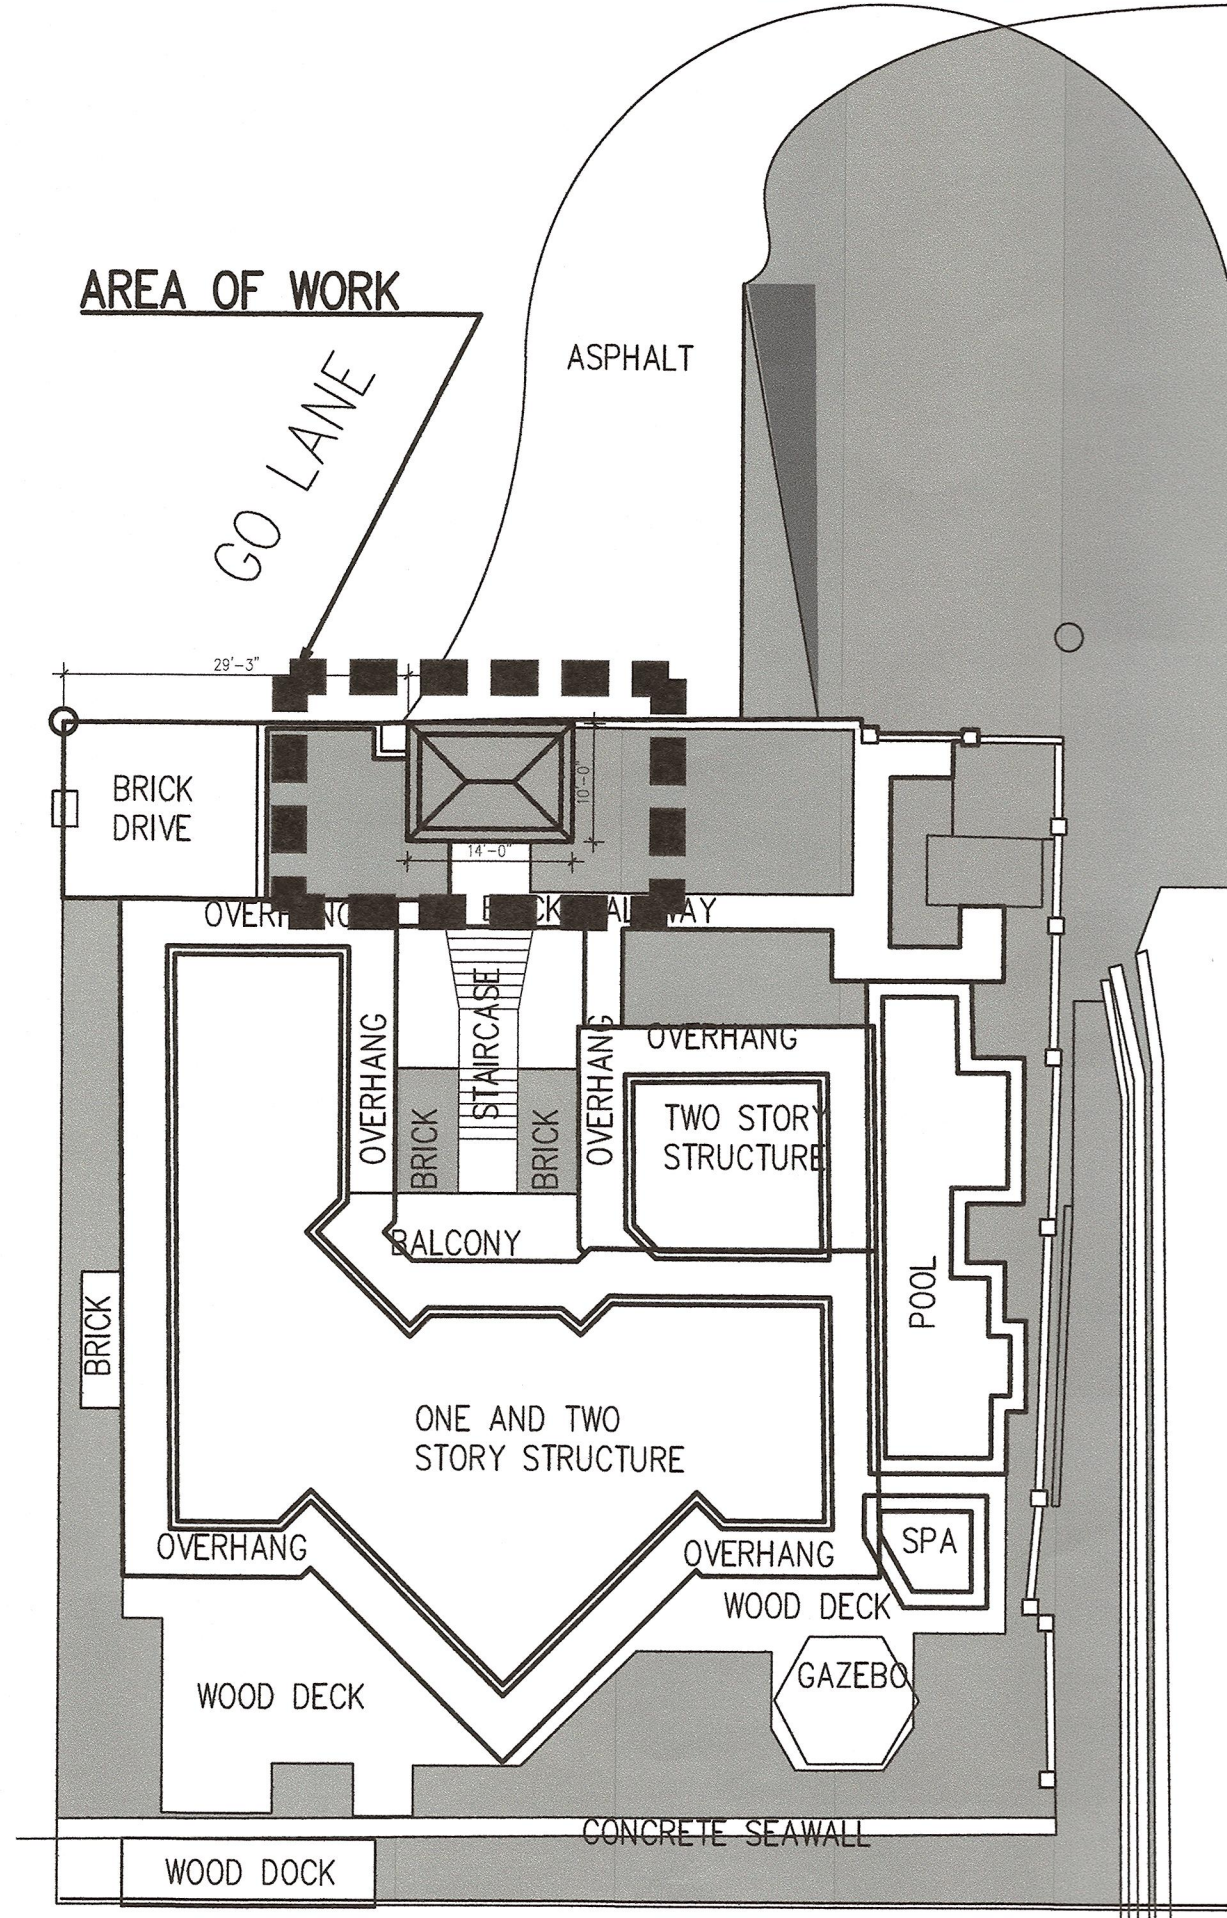 AREA OF WORK
GO LANE
ASPHALT
29'-3"
BRICK
DRIVE
10'-0"
14'-0"
OVERHANG
BRICK WALKWAY
STAIRCASE
OVERHANG
OVERHANG
OVERHANG
BRICK
BRICK
TWO STORY
STRUCTURE
BALCONY
POOL
BRICK
ONE AND TWO
STORY STRUCTURE
OVERHANG
OVERHANG
SPA
WOOD DECK
WOOD DECK
GAZEBO
CONCRETE SEAWALL
WOOD DOCK